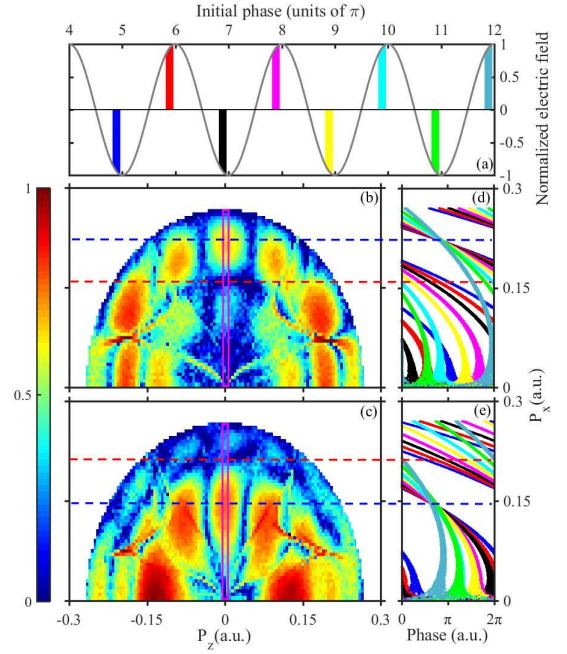 Initial phase (units of π)
4 5 6 7 8 9 10 11 12
1
0.5
0
-0.5
-1
Normalized electric field
(a)
1
0.5
0
(b)
(d)
0.3
0.15
0
(c)
(e)
0.3
0.15
0
P_x(a.u.)
-0.3 -0.15 0 0.15 0.3
P_z(a.u.)
0 π 2π
Phase (a.u.)